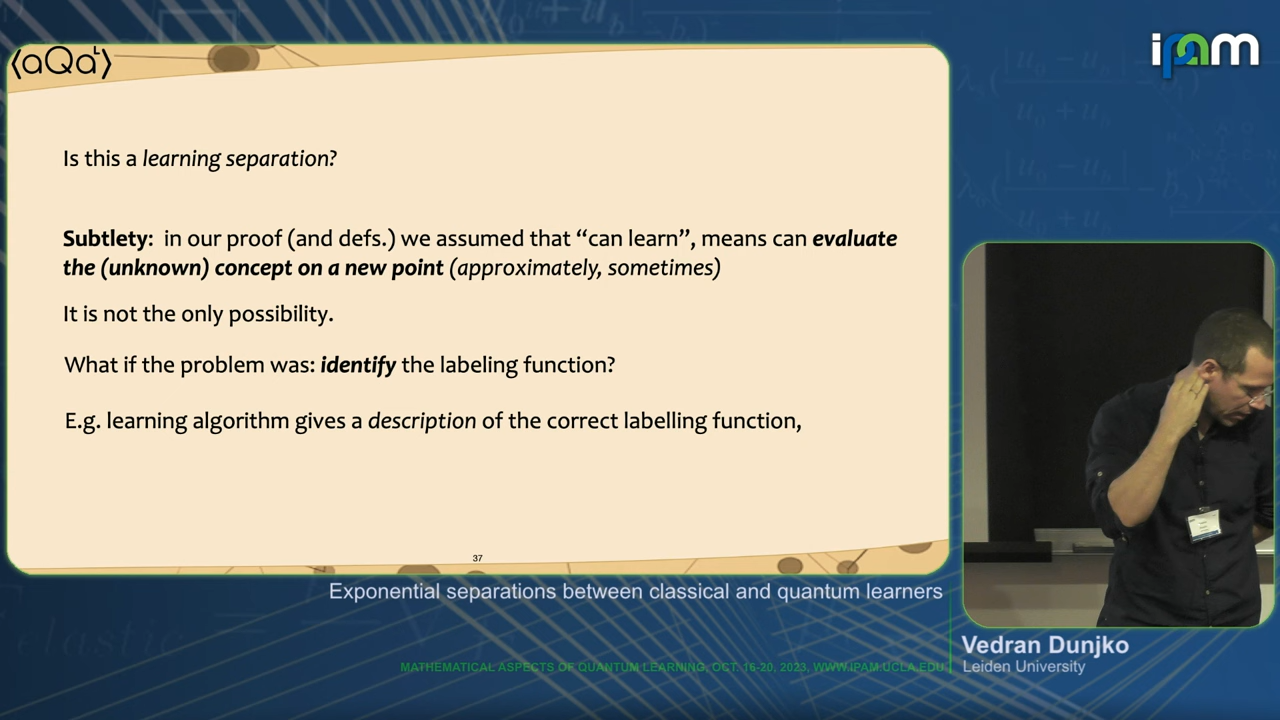 ⟨aQaᴸ⟩
ipam
Is this a learning separation?
Subtlety: in our proof (and defs.) we assumed that “can learn”, means can evaluate
the (unknown) concept on a new point (approximately, sometimes)
It is not the only possibility.
What if the problem was: identify the labeling function?
E.g. learning algorithm gives a description of the correct labelling function,
37
Exponential separations between classical and quantum learners
Vedran Dunjko
Leiden University
MATHEMATICAL ASPECTS OF QUANTUM LEARNING, OCT. 16-20, 2023, WWW.IPAM.UCLA.EDU
elastic